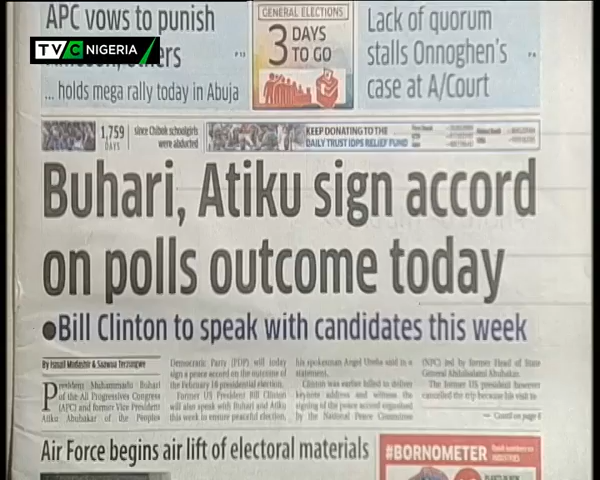 APC vows to punish
TVC NIGERIA
... holds mega rally today in Abuja
P13
GENERAL ELECTIONS
3 DAYS
TO GO
Lack of quorum
stalls Onnoghen's
case at A/Court
1,759
DAYS
since Chibok schoolgirls
were abducted
KEEP DONATING TO THE
DAILY TRUST IDPS RELIEF FUND
Buhari, Atiku sign accord
on polls outcome today
●Bill Clinton to speak with candidates this week
By Ismail Mudashir &
President Muhammadu Buhari
of the All Progressives Congress
(APC) and former Vice President
Atiku Abubakar of the Peoples
Democratic Party (PDP) will today
sign a peace accord on the outcome of
the February 16 presidential election.
Former US President Bill Clinton
will also speak with Buhari and Atiku
this week to ensure peaceful election,
his spokesman Angel Urena said in a
statement.
Clinton was earlier billed to deliver
keynote address and witness the
signing of the peace accord organised
by the National Peace Committee
(NPC) led by former Head of State
General Abdulsalami Abubakar.
The former US president however
cancelled the trip because his visit to
Contd on page
Air Force begins air lift of electoral materials
#BORNOMETER